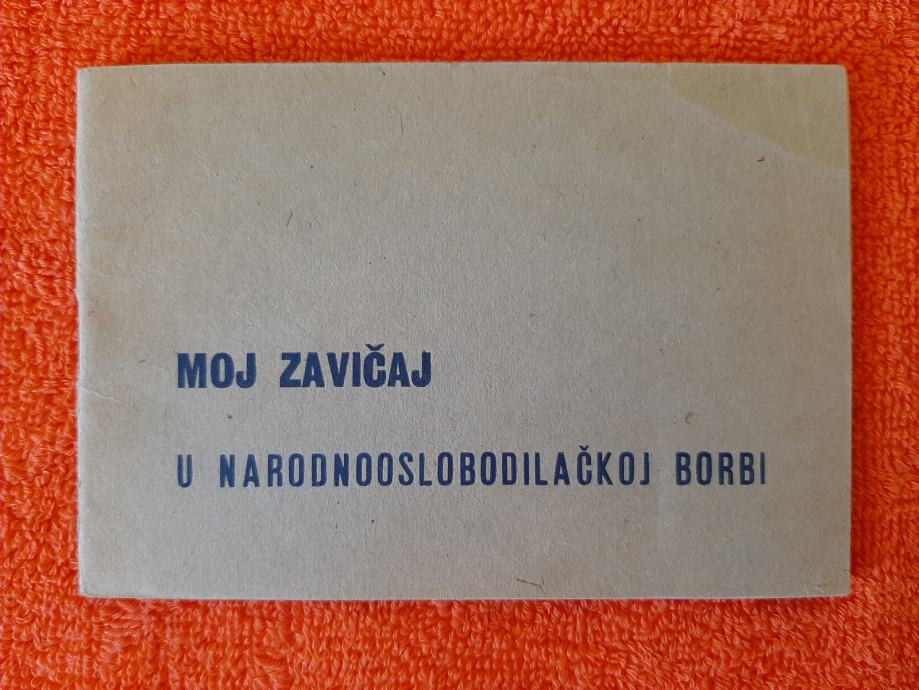 MOJ ZAVIČAJ
U NARODNOOSLOBODILAČKOJ BORBI